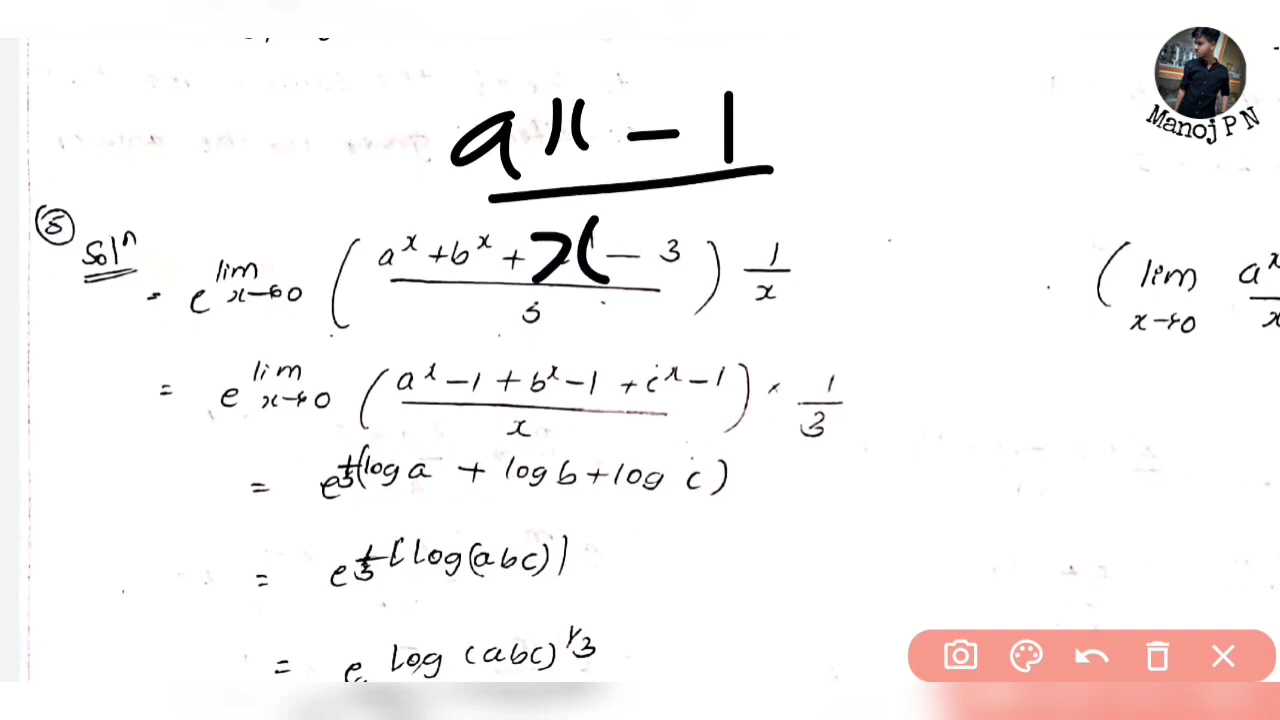 Manoj P N
a^x - 1
x
⑤ Solⁿ
= e^{lim x→0} ( (a^x + b^x + - 3) / 3 ) 1/x
( lim x→0 a^x / x
= e^{lim x→0} ( (a^x - 1 + b^x - 1 + c^x - 1) / x ) × 1/3
= e^{1/3 (log a + log b + log c)}
= e^{1/3 [log(abc)]}
= e^{log (abc)^{1/3}}